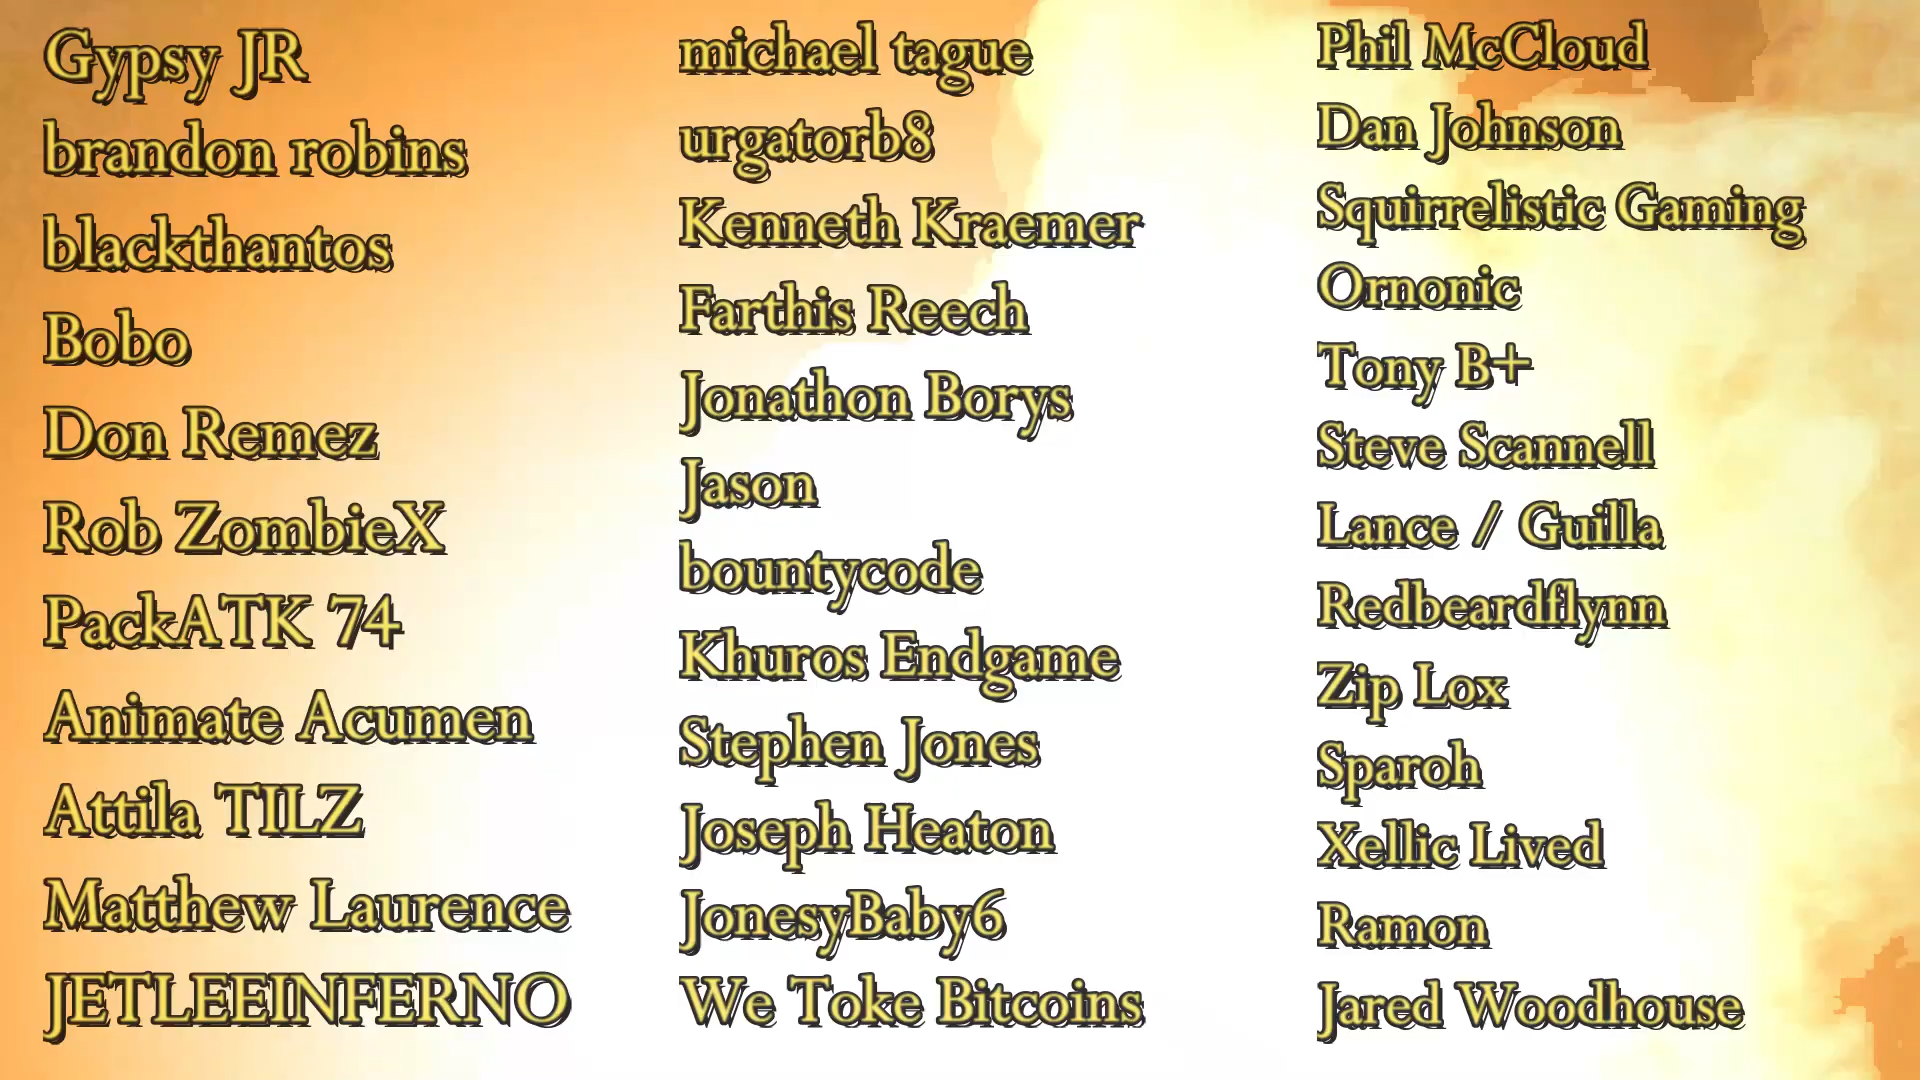 Gypsy JR
brandon robins
blackthantos
Bobo
Don Remez
Rob ZombieX
PackATK 74
Animate Acumen
Attila TILZ
Matthew Laurence
JETLEEINFERNO
michael tague
urgatorb8
Kenneth Kraemer
Farthis Reech
Jonathon Borys
Jason
bountycode
Khuros Endgame
Stephen Jones
Joseph Heaton
JonesyBaby6
We Toke Bitcoins
Phil McCloud
Dan Johnson
Squirrelistic Gaming
Ornonic
Tony B+
Steve Scannell
Lance / Guilla
Redbeardflynn
Zip Lox
Sparoh
Xellic Lived
Ramon
Jared Woodhouse